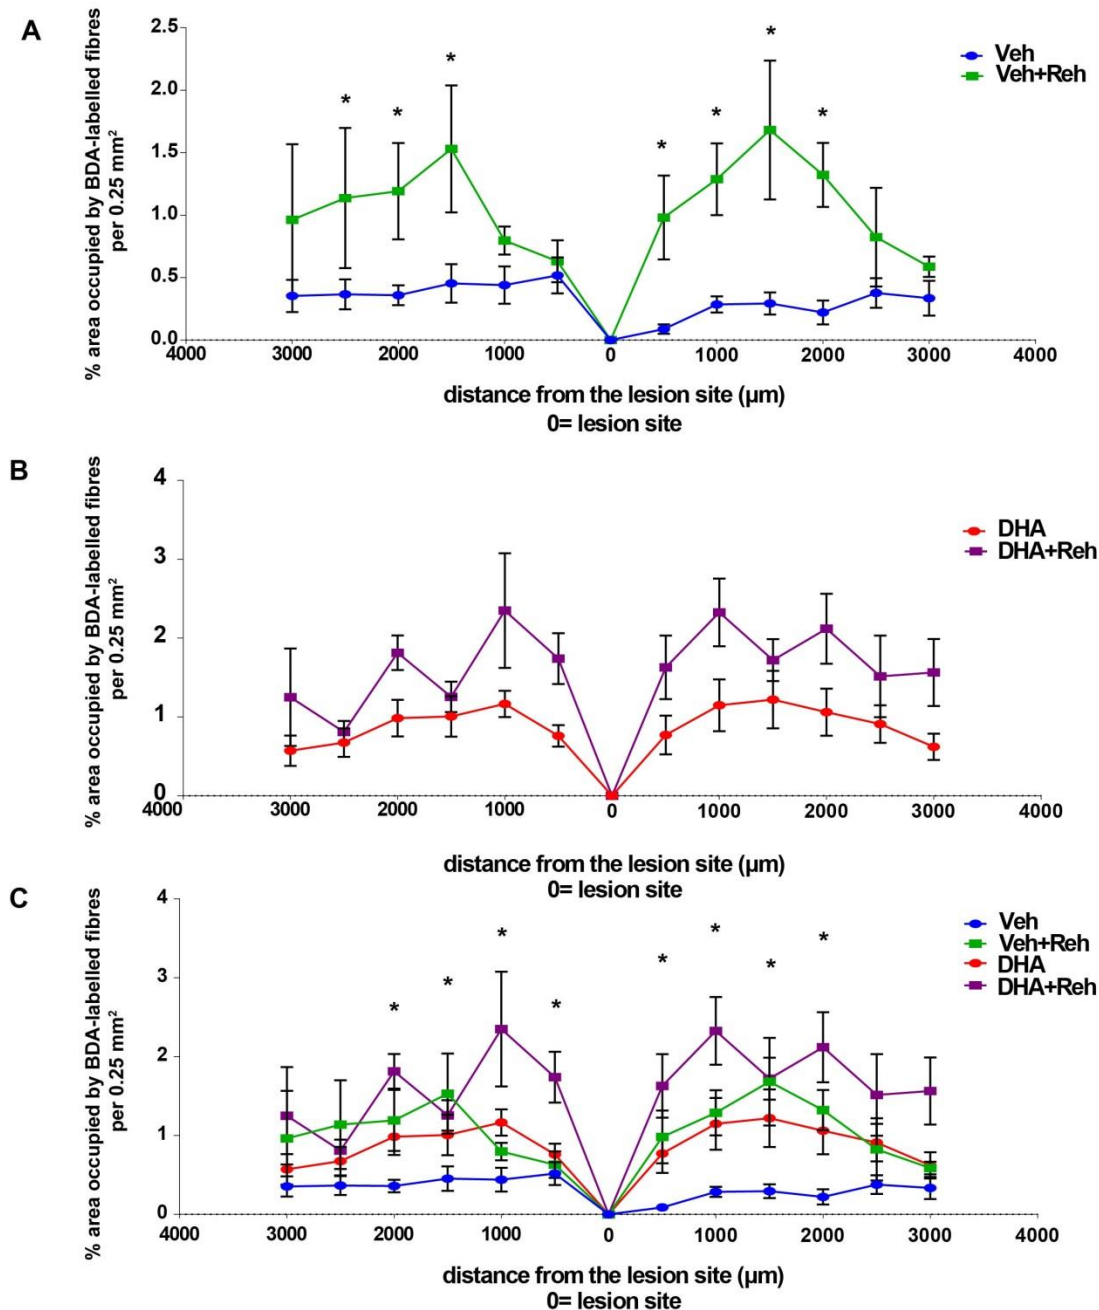 A
% area occupied by BDA-labelled fibres
per 0.25 mm²
2.5
2.0
1.5
1.0
0.5
0.0
* * * * * * *
Veh
Veh+Reh
4000 3000 2000 1000 0 1000 2000 3000 4000
distance from the lesion site (µm)
0= lesion site
B
% area occupied by BDA-labelled fibres
per 0.25 mm²
4
3
2
1
0
DHA
DHA+Reh
4000 3000 2000 1000 0 1000 2000 3000 4000
distance from the lesion site (µm)
0= lesion site
C
% area occupied by BDA-labelled fibres
per 0.25 mm²
4
3
2
1
0
* * * * * * * *
Veh
Veh+Reh
DHA
DHA+Reh
4000 3000 2000 1000 0 1000 2000 3000 4000
distance from the lesion site (µm)
0= lesion site